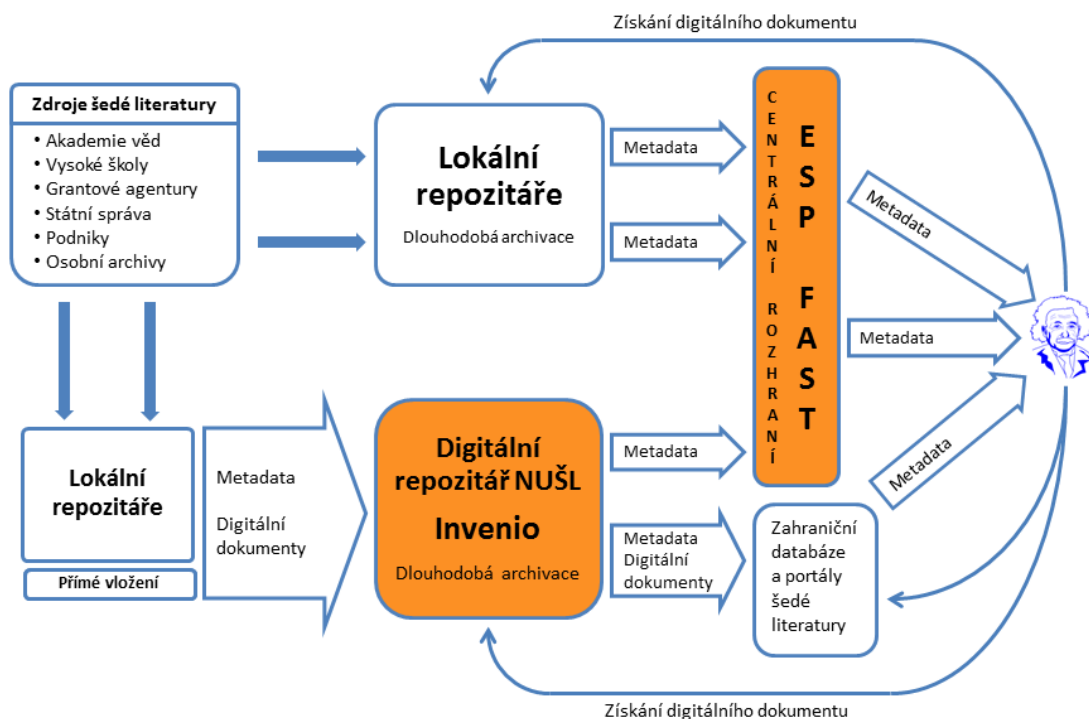 Získání digitálního dokumentu
Zdroje šedé literatury
• Akademie věd
• Vysoké školy
• Grantové agentury
• Státní správa
• Podniky
• Osobní archivy
Lokální
repozitáře
Dlouhodobá archivace
Metadata
Metadata
CENTRÁLNÍ ROZHRANÍ
ESP FAST
Metadata
Metadata
Metadata
Lokální
repozitáře
Přímé vložení
Metadata
Digitální
dokumenty
Digitální
repozitář NUŠL
Invenio
Dlouhodobá archivace
Metadata
Metadata
Digitální
dokumenty
Zahraniční
databáze
a portály
šedé
literatury
Získání digitálního dokumentu